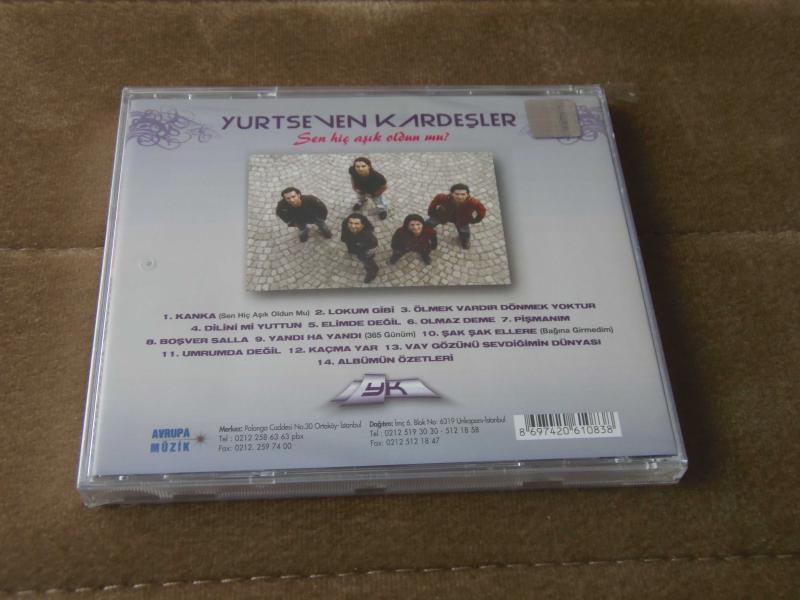 YURTSEVEN KARDEŞLER
Sen hiç aşık oldun mu?
1. KANKA (Sen Hiç Aşık Oldun Mu) 2. LOKUM GİBİ 3. ÖLMEK VARDIR DÖNMEK YOKTUR
4. DİLİNİ Mİ YUTTUN 5. ELİMDE DEĞİL 6. OLMAZ DEME 7. PİŞMANIM
8. BOŞVER SALLA 9. YANDI HA YANDI (365 Günüm) 10. ŞAK ŞAK ELLERE (Bağına Girmedim)
11. UMRUMDA DEĞİL 12. KAÇMA YAR 13. VAY GÖZÜNÜ SEVDİĞİMİN DÜNYASI
14. ALBÜMÜN ÖZETLERİ
YK
AVRUPA
MÜZİK
Merkez: Palanga Caddesi No.30 Ortaköy- İstanbul
Tel : 0212 258 63 63 pbx
Fax: 0212. 259 74 00
Dağıtım: İmç 6. Blok No: 6319 Unkapanı-İstanbul
Tel : 0212 519 30 30 - 512 18 58
Fax: 0212 512 18 47
8 697420 610838